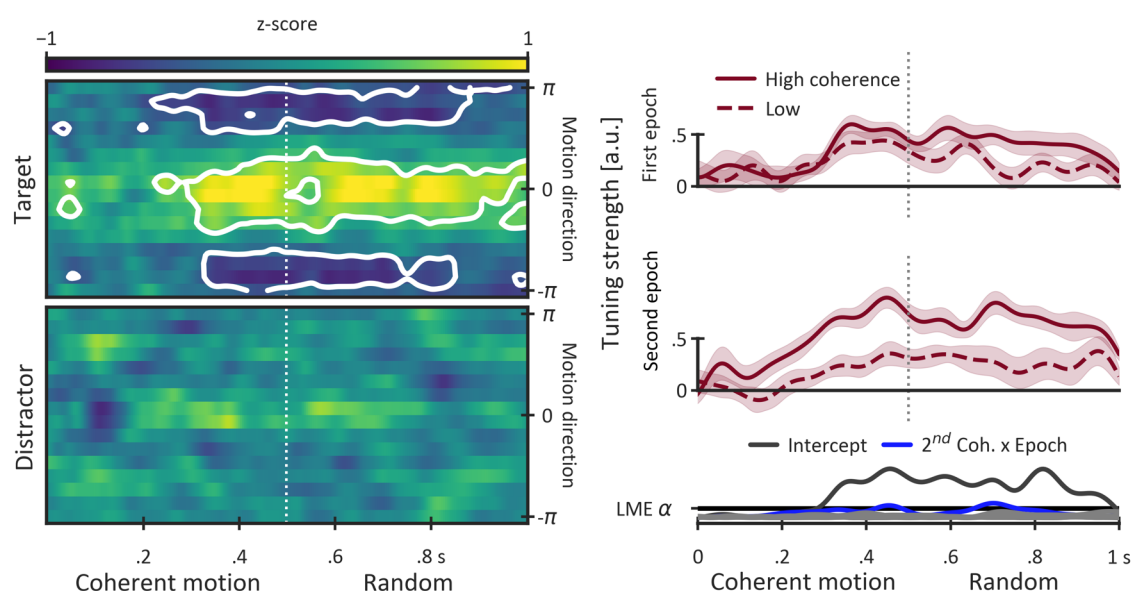 z-score
−1
1
Target
π
0
-π
Motion direction
Distractor
π
0
-π
Motion direction
.2
.4
.6
.8 s
Coherent motion
Random
High coherence
Low
Tuning strength [a.u.]
First epoch
.5
0
Second epoch
.5
0
Intercept
2nd Coh. x Epoch
LME α
0
.2
.4
.6
.8
1 s
Coherent motion
Random